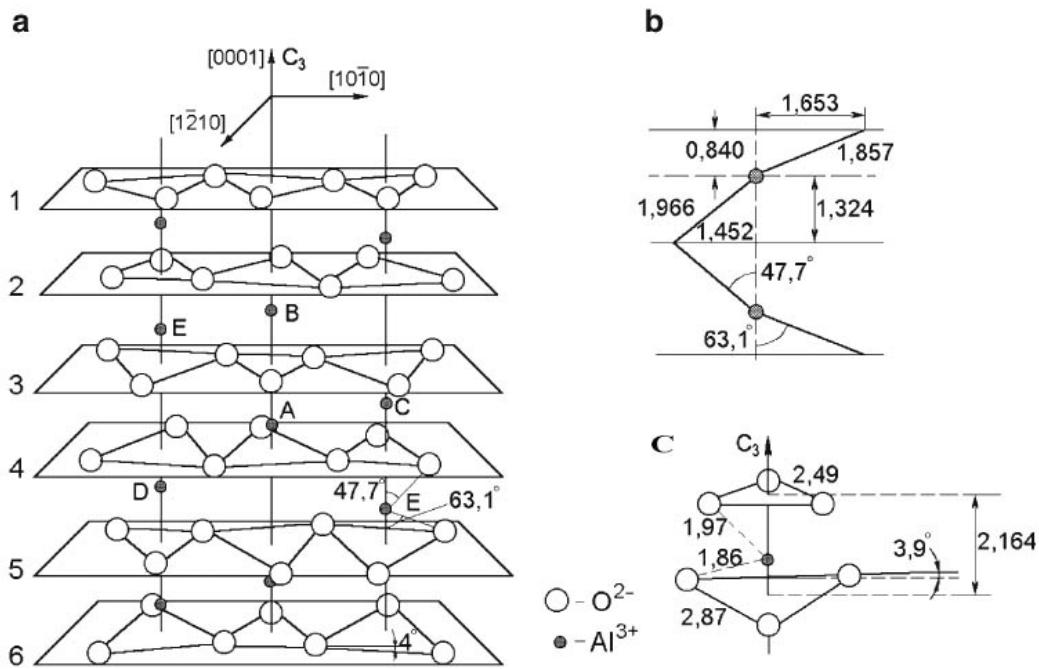 a
[0001]
C₃
[101̄0]
[12̄10]
1
2
B
E
3
C
A
4
D
47,7°
E
63,1°
5
6
4°
b
1,653
0,840
1,857
1,966
1,324
1,452
47,7°
63,1°
C
C₃
2,49
1,97
2,164
1,86
3,9°
2,87
- O²⁻
- Al³⁺